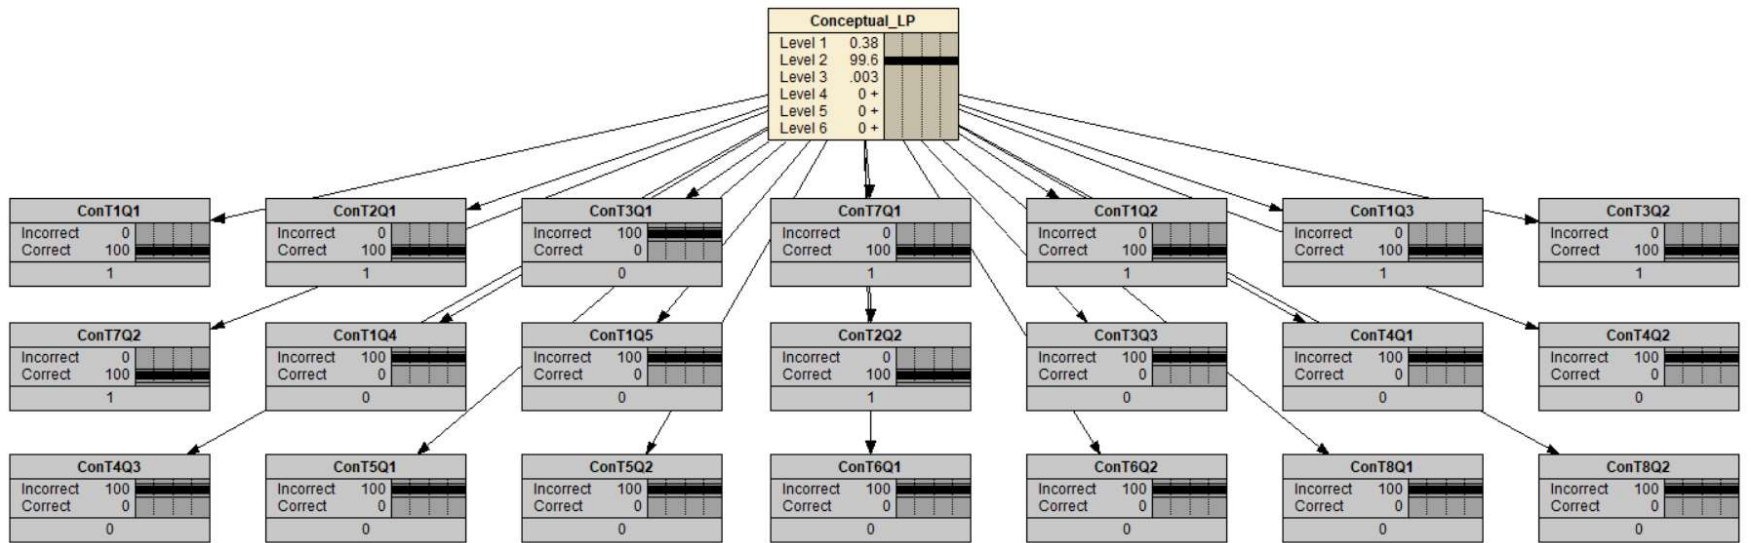 Conceptual_LP
Level 1 0.38
Level 2 99.6
Level 3 .003
Level 4 0 +
Level 5 0 +
Level 6 0 +
ConT1Q1
Incorrect 0
Correct 100
1
ConT2Q1
Incorrect 0
Correct 100
1
ConT3Q1
Incorrect 100
Correct 0
0
ConT7Q1
Incorrect 0
Correct 100
1
ConT1Q2
Incorrect 0
Correct 100
1
ConT1Q3
Incorrect 0
Correct 100
1
ConT3Q2
Incorrect 0
Correct 100
1
ConT7Q2
Incorrect 0
Correct 100
1
ConT1Q4
Incorrect 100
Correct 0
0
ConT1Q5
Incorrect 100
Correct 0
0
ConT2Q2
Incorrect 0
Correct 100
1
ConT3Q3
Incorrect 100
Correct 0
0
ConT4Q1
Incorrect 100
Correct 0
0
ConT4Q2
Incorrect 100
Correct 0
0
ConT4Q3
Incorrect 100
Correct 0
0
ConT5Q1
Incorrect 100
Correct 0
0
ConT5Q2
Incorrect 100
Correct 0
0
ConT6Q1
Incorrect 100
Correct 0
0
ConT6Q2
Incorrect 100
Correct 0
0
ConT8Q1
Incorrect 100
Correct 0
0
ConT8Q2
Incorrect 100
Correct 0
0